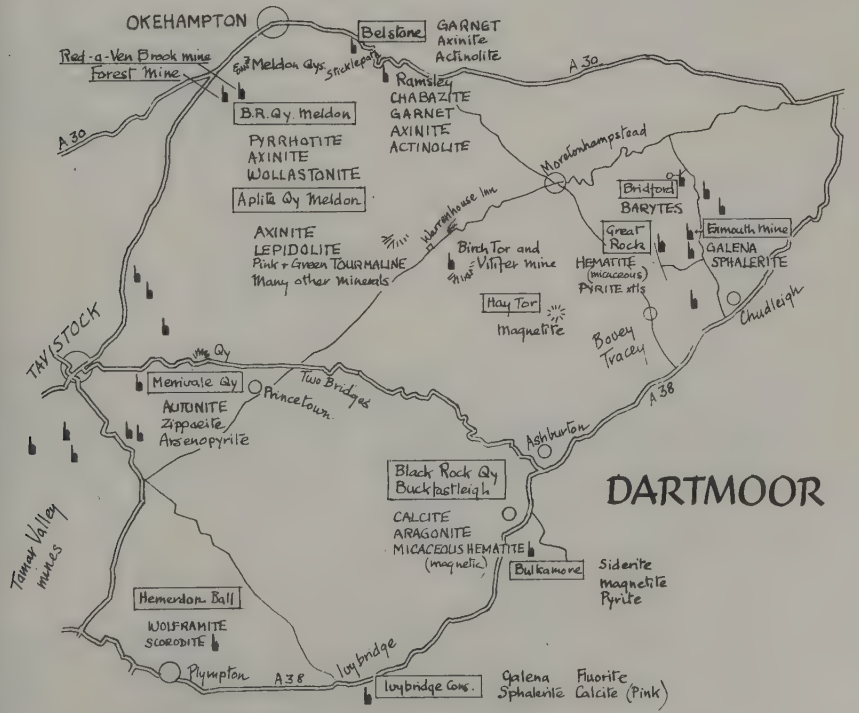 OKEHAMPTON
Belstone
GARNET
Axinite
Actinolite
Red-a-Ven Brook mine
Forest Mine
Meldon Qys.
Sticklepath
A 30
A 30
B.R. Qy Meldon
PYRRHOTITE
AXINITE
WOLLASTONITE
Ramsley
CHABAZITE
GARNET
AXINITE
ACTINOLITE
Aplite Qy Meldon
AXINITE
LEPIDOLITE
Pink + Green TOURMALINE
Many other minerals
Moretonhampstead
Warrenhouse Inn
Birch Tor and
Vitifer mine
Bridford
BARYTES
Great
Rock
HEMATITE
(micaceous)
PYRITE xtls
Exmouth mine
GALENA
SPHALERITE
Hay Tor
magnetite
Chudleigh
Bovey
Tracey
A 38
TAVISTOCK
Qy
Two Bridges
Merrivale Qy
AUTUNITE
Zippaeite
Arsenopyrite
Princetown.
Ashburton
Black Rock Qy
Buckfastleigh
CALCITE
ARAGONITE
MICACEOUS HEMATITE
(magnetic)
DARTMOOR
Bulkamore
Siderite
magnetite
Pyrite
Tamar Valley
mines
Hemerdon Ball
WOLFRAMITE
SCORODITE
Plympton
A 38
Ivybridge
Ivybridge Cons.
Galena Fluorite
Sphalerite Calcite (Pink)